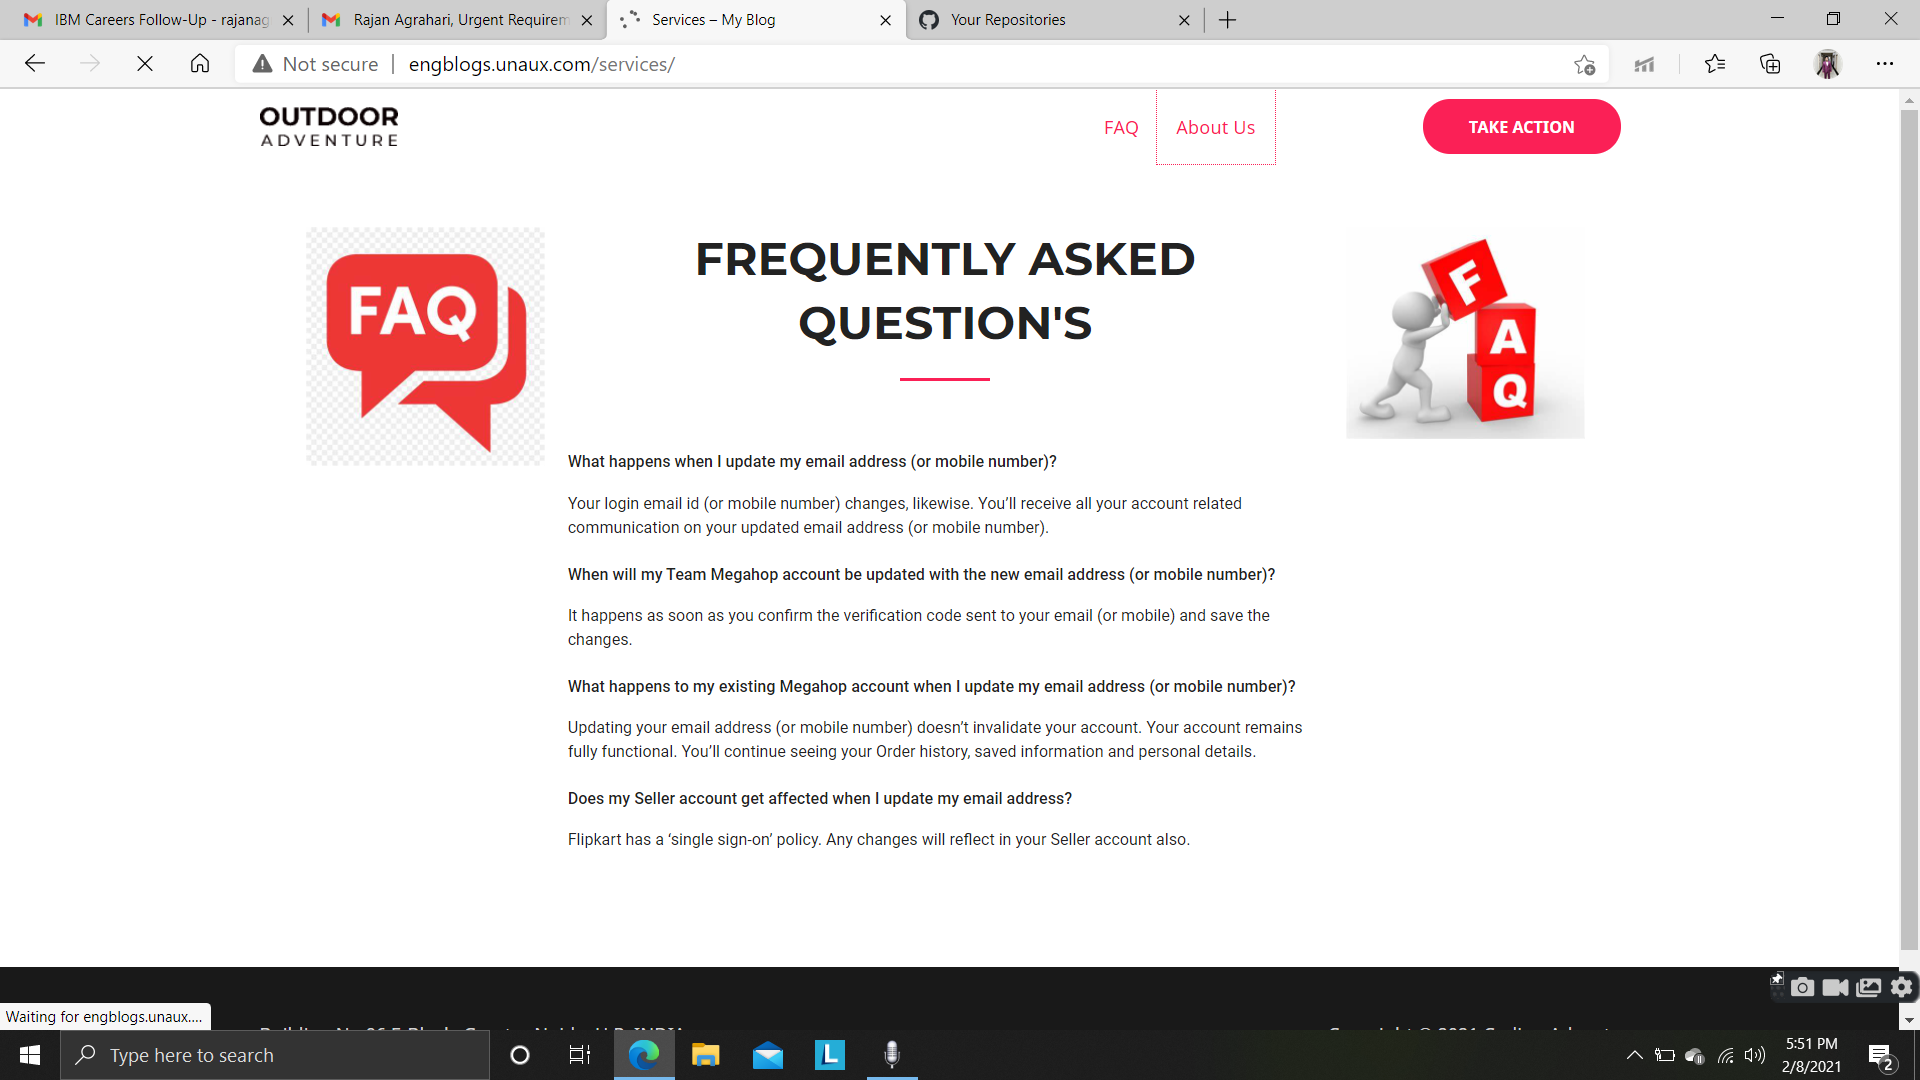 IBM Careers Follow-Up - rajanag
Rajan Agrahari, Urgent Requirem
Services – My Blog
Your Repositories
Not secure
engblogs.unaux.com/services/
OUTDOOR
ADVENTURE
FAQ
About Us
TAKE ACTION
FAQ
FREQUENTLY ASKED
QUESTION'S
F
A
Q
What happens when I update my email address (or mobile number)?
Your login email id (or mobile number) changes, likewise. You’ll receive all your account related
communication on your updated email address (or mobile number).
When will my Team Megahop account be updated with the new email address (or mobile number)?
It happens as soon as you confirm the verification code sent to your email (or mobile) and save the
changes.
What happens to my existing Megahop account when I update my email address (or mobile number)?
Updating your email address (or mobile number) doesn’t invalidate your account. Your account remains
fully functional. You’ll continue seeing your Order history, saved information and personal details.
Does my Seller account get affected when I update my email address?
Flipkart has a ‘single sign-on’ policy. Any changes will reflect in your Seller account also.
Waiting for engblogs.unaux....
Type here to search
L
5:51 PM
2/8/2021
2